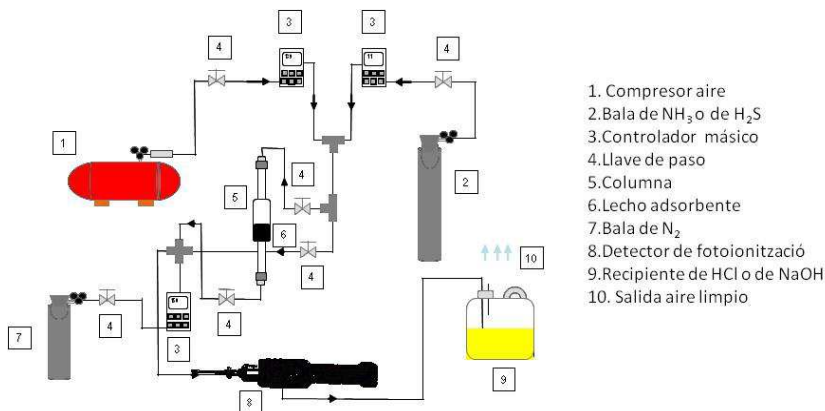 3
3
4
4
1
4
5
2
6
10
4
7
4
3
4
9
8
1. Compresor aire
2.Bala de NH₃o de H₂S
3.Controlador másico
4.Llave de paso
5.Columna
6.Lecho adsorbente
7.Bala de N₂
8.Detector de fotoionització
9.Recipiente de HCl o de NaOH
10. Salida aire limpio